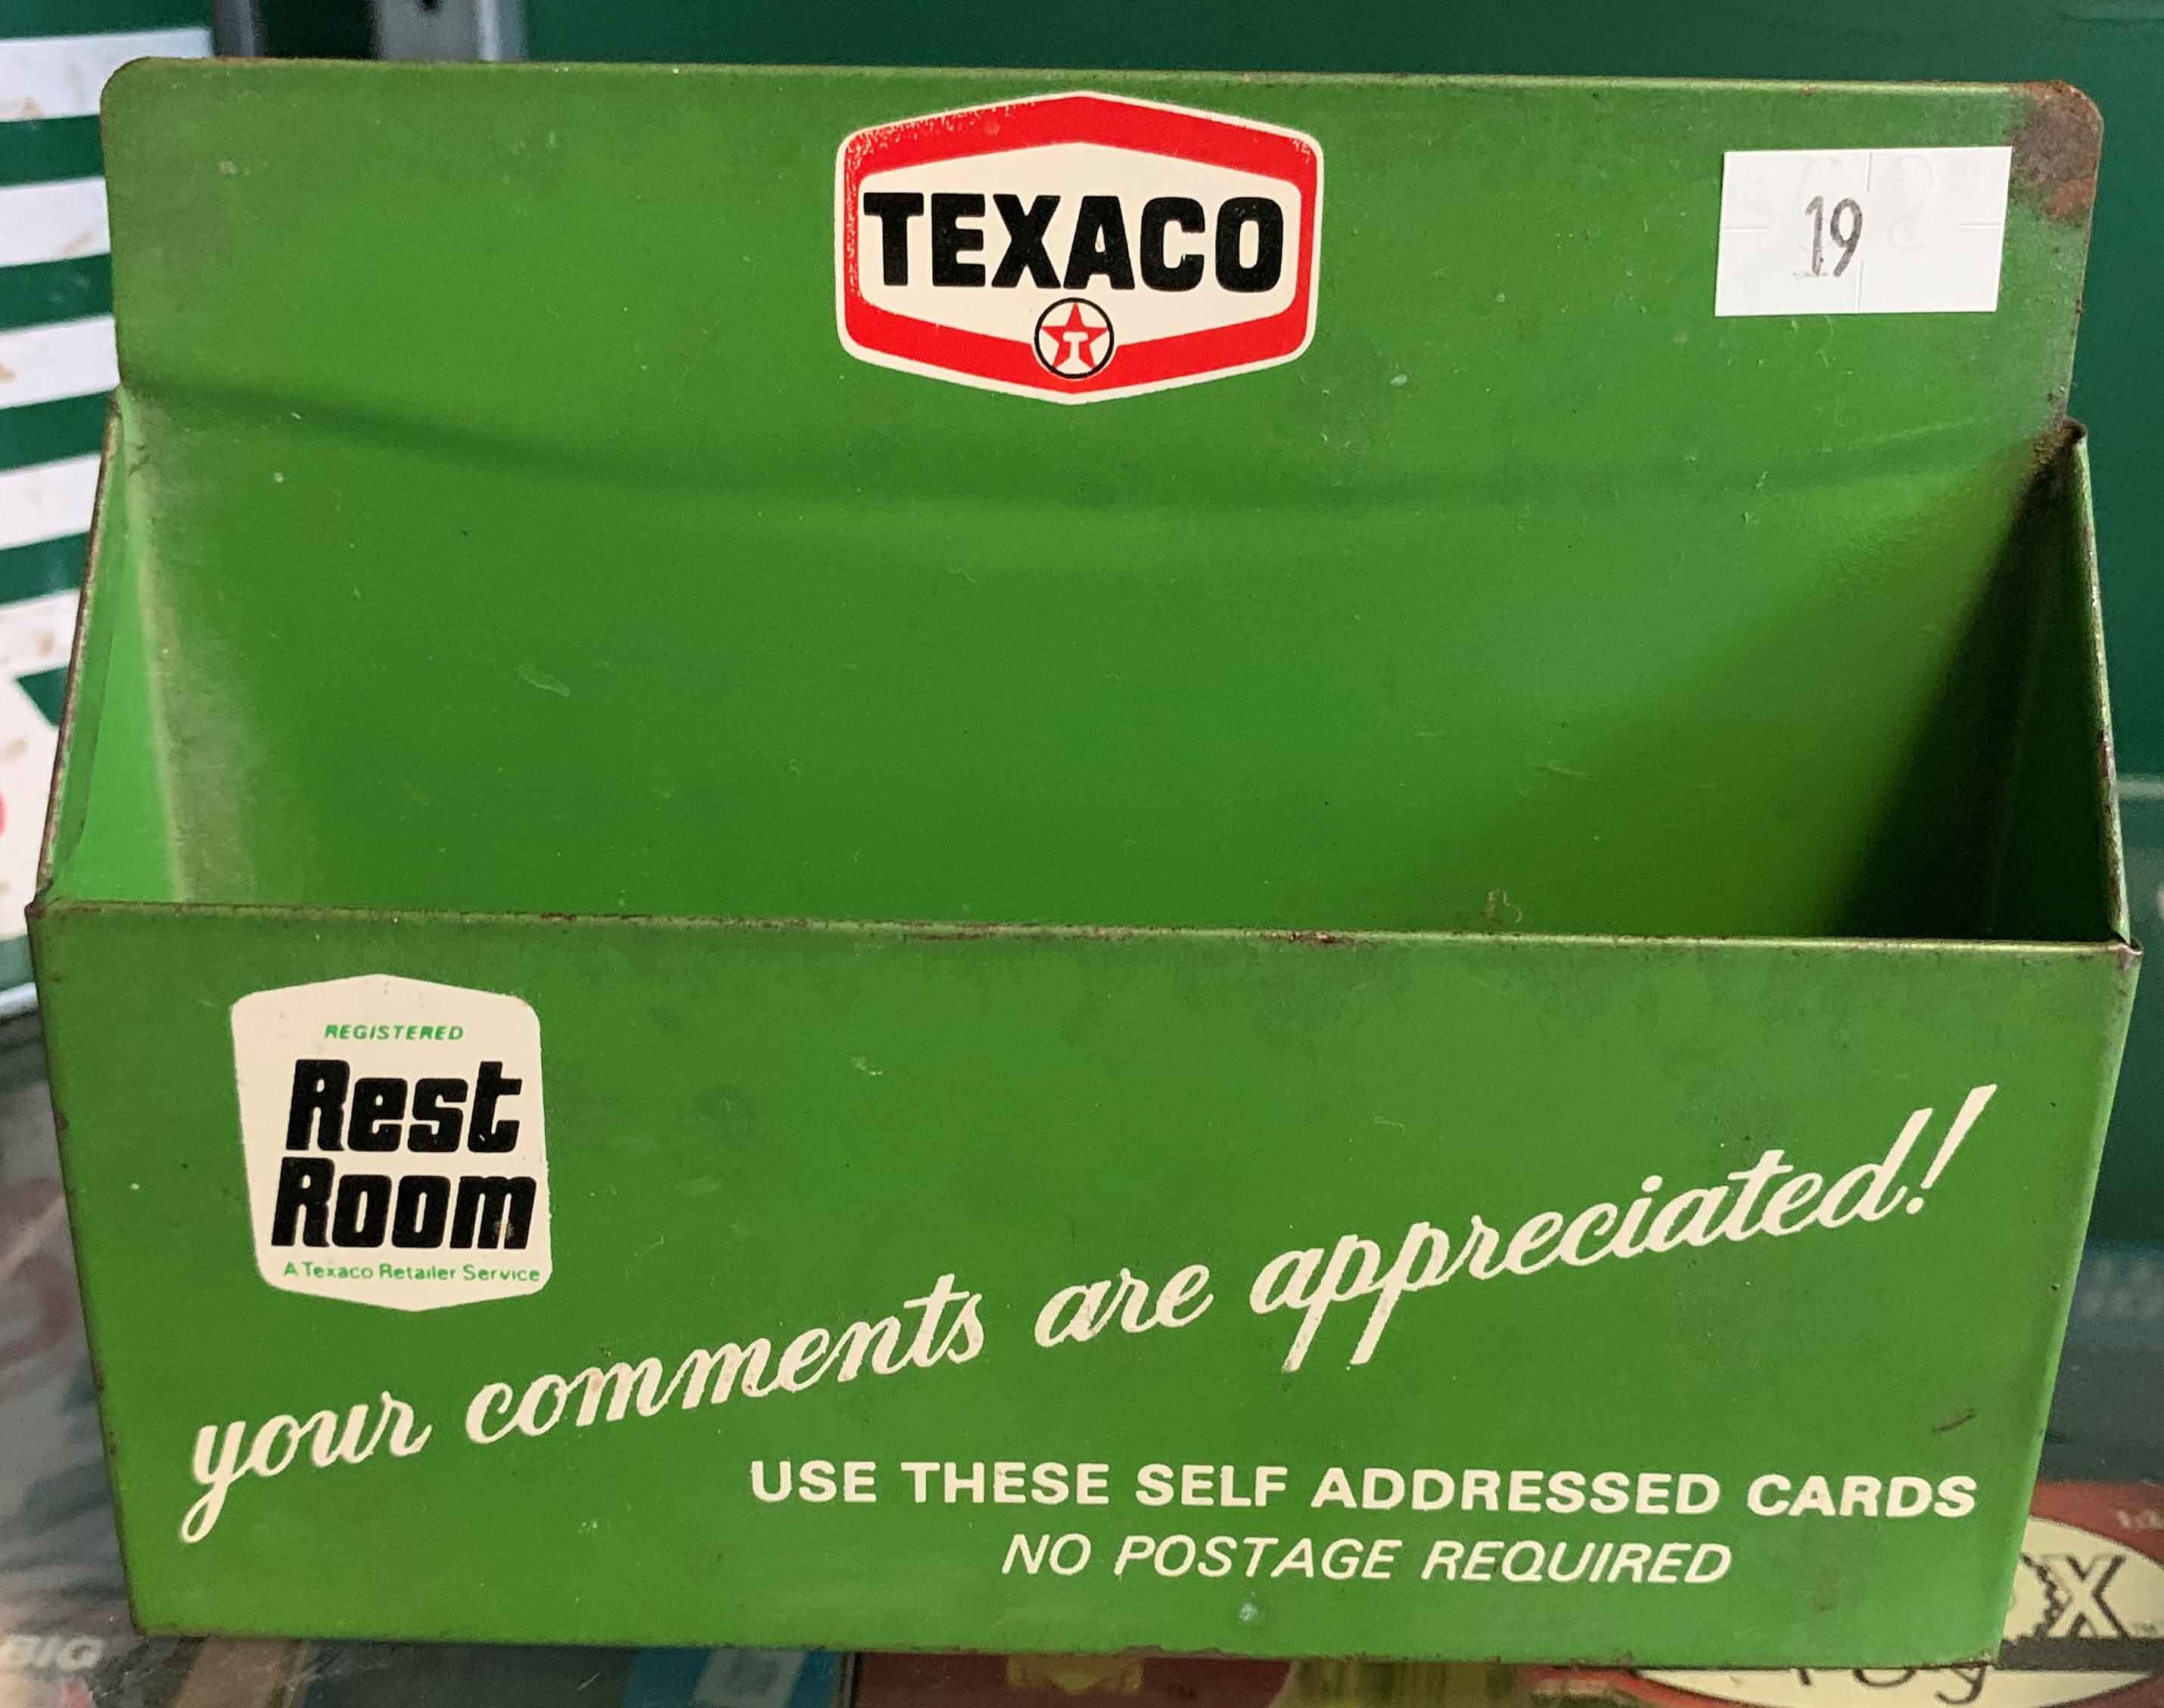 TEXACO
T
19
REGISTERED
Rest
Room
A Texaco Retailer Service
your comments are appreciated!
USE THESE SELF ADDRESSED CARDS
NO POSTAGE REQUIRED
BIG